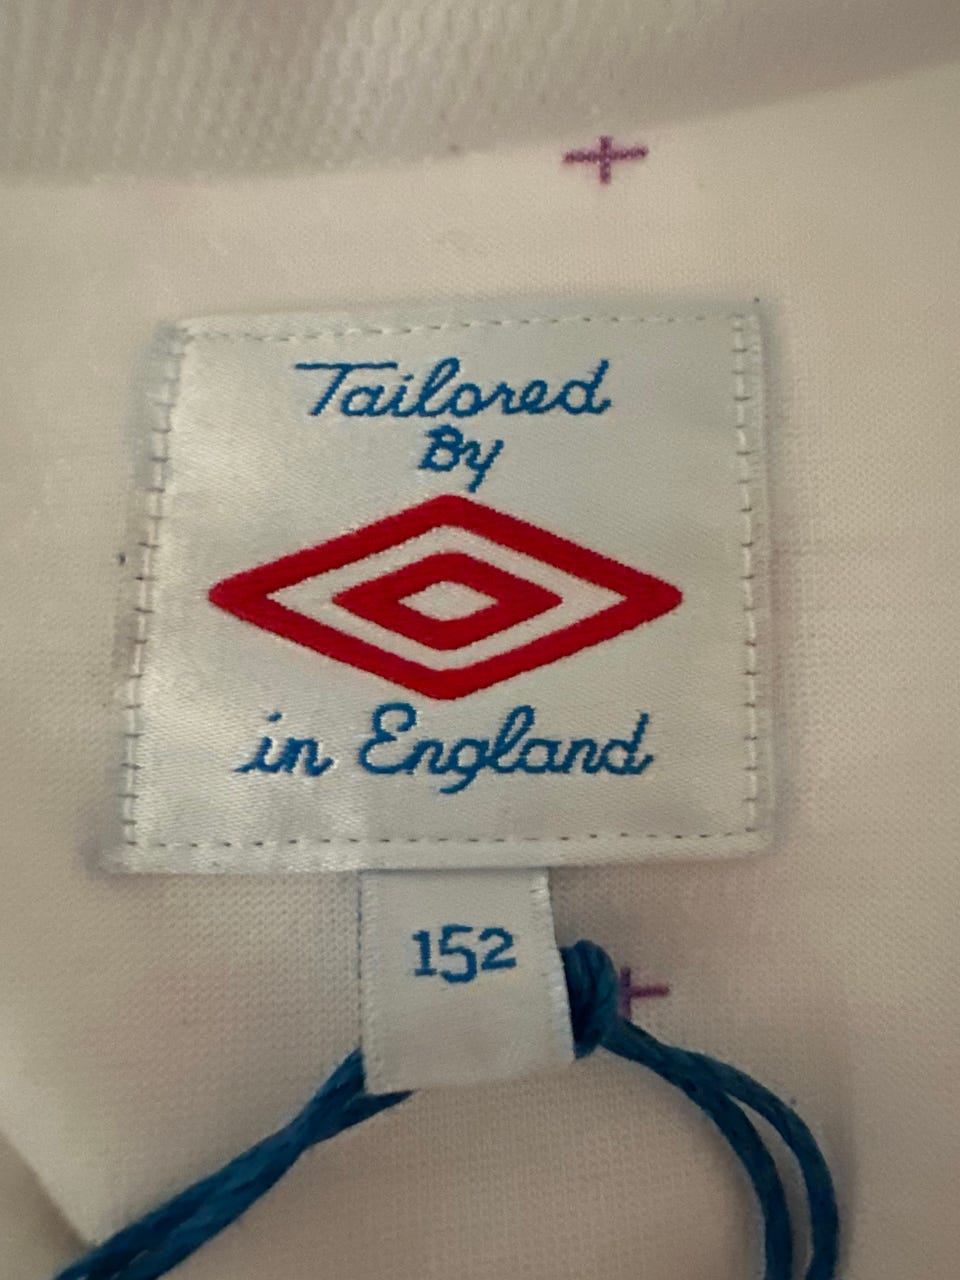 Tailored
By
in England
152